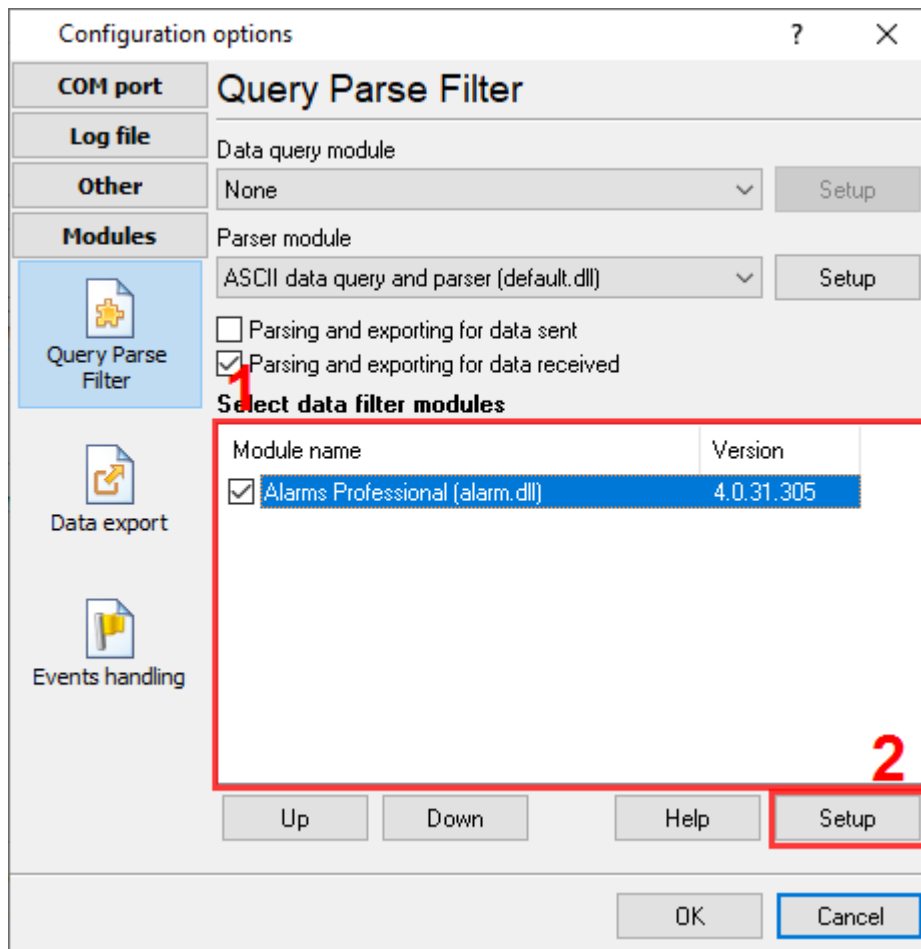 Configuration options
?
COM port
Log file
Other
Modules
Query Parse
Filter
Data export
Events handling
Query Parse Filter
Data query module
None
Setup
Parser module
ASCII data query and parser (default.dll)
Setup
Parsing and exporting for data sent
Parsing and exporting for data received
1
Select data filter modules
Module name Version
Alarms Professional (alarm.dll) 4.0.31.305
2
Up Down Help Setup
OK Cancel